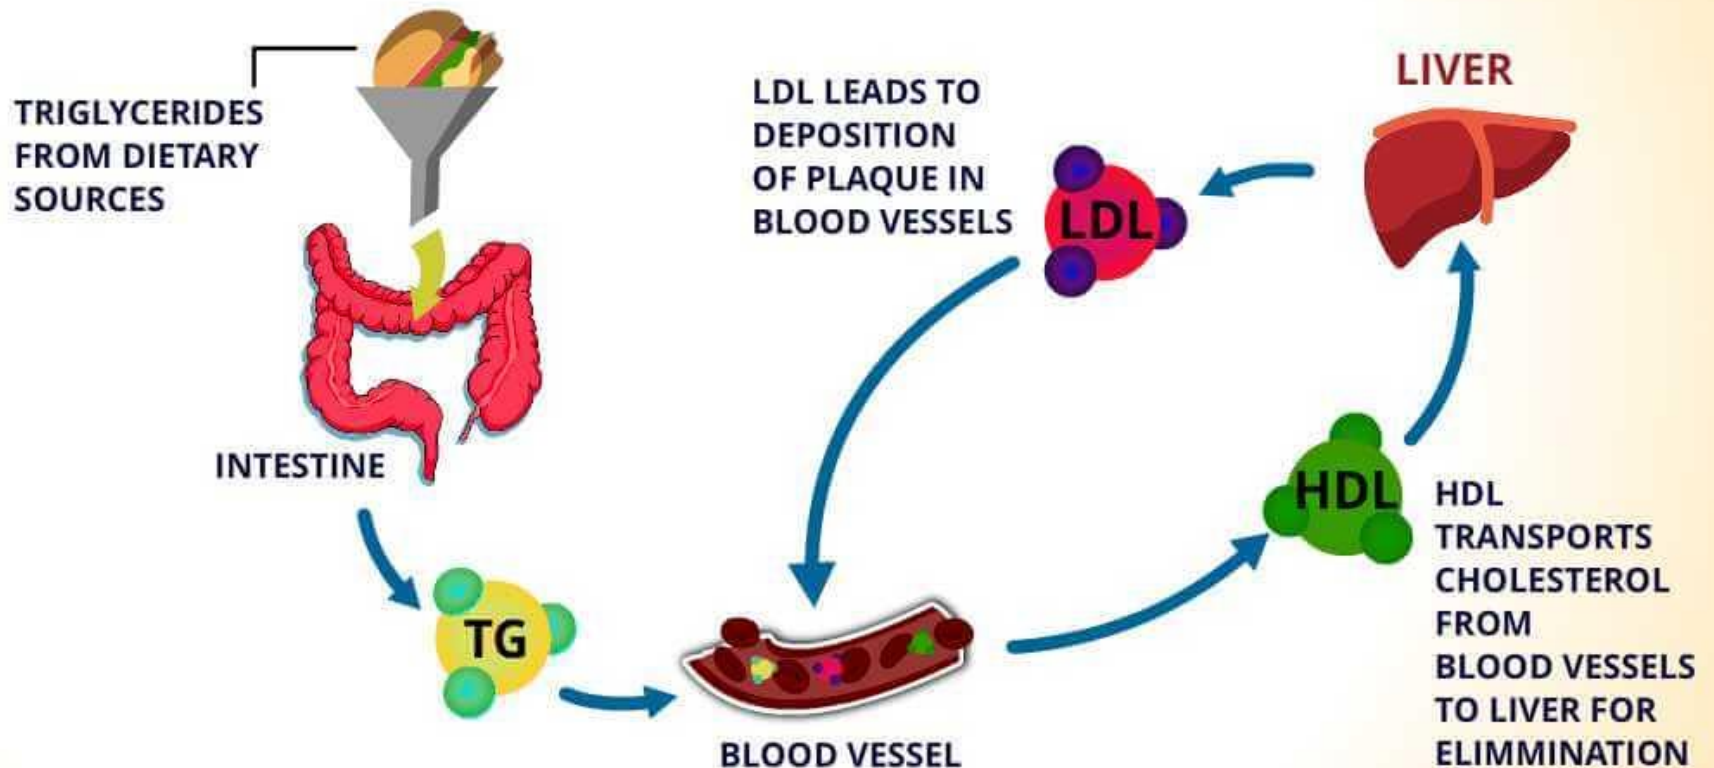 TRIGLYCERIDES
FROM DIETARY
SOURCES
INTESTINE
TG
BLOOD VESSEL
LDL LEADS TO
DEPOSITION
OF PLAQUE IN
BLOOD VESSELS
LDL
LIVER
HDL
HDL
TRANSPORTS
CHOLESTEROL
FROM
BLOOD VESSELS
TO LIVER FOR
ELIMMINATION